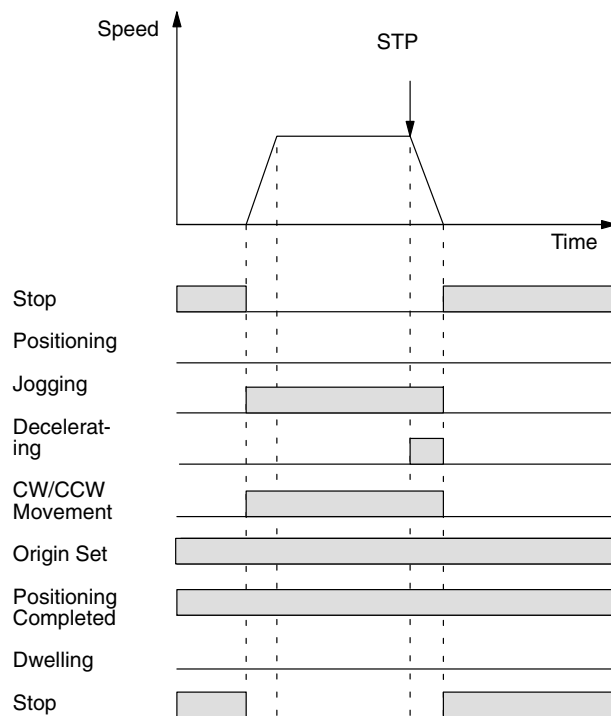 Speed
STP
Time
Stop
Positioning
Jogging
Decelerat-
ing
CW/CCW
Movement
Origin Set
Positioning
Completed
Dwelling
Stop